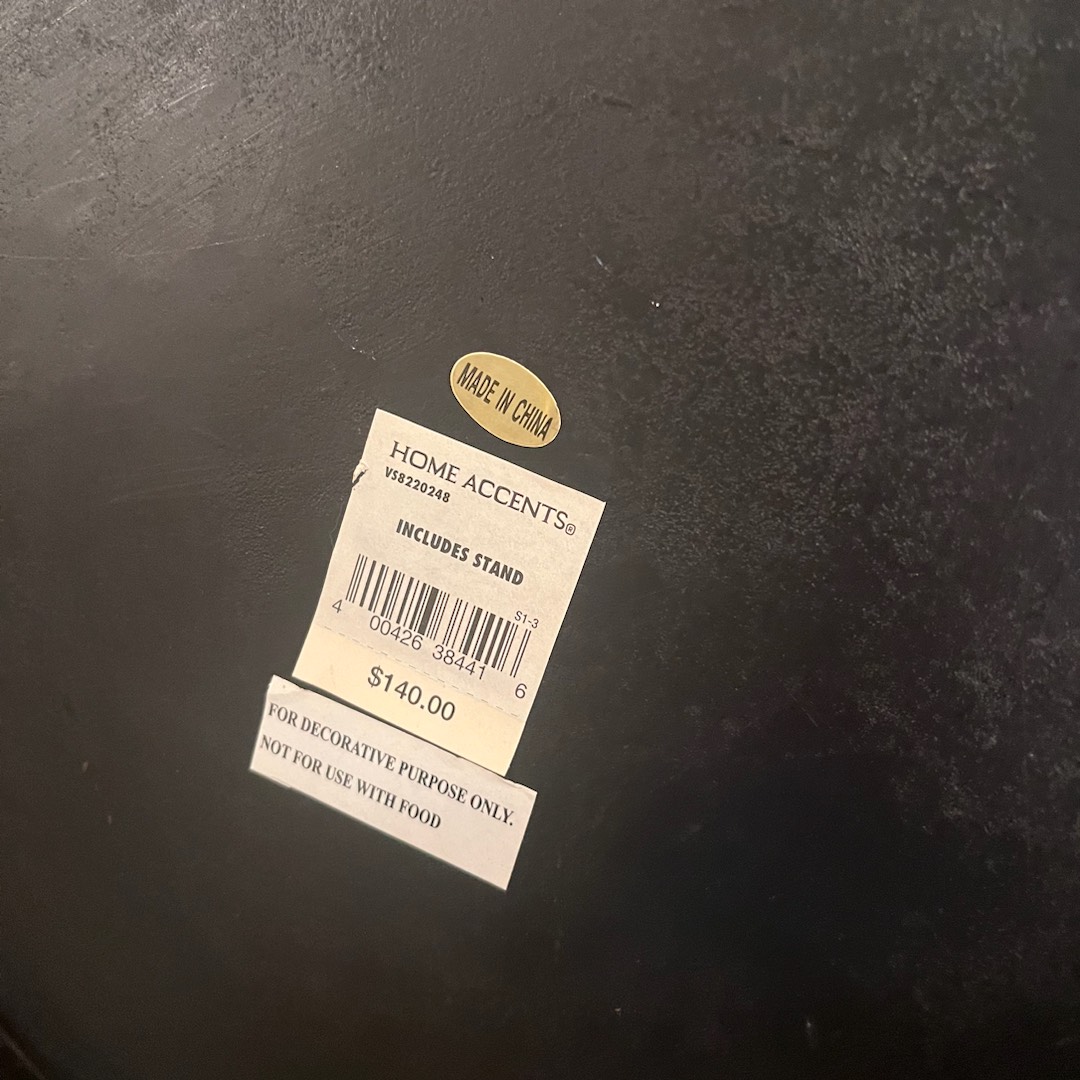 MADE IN CHINA
HOME ACCENTS®
VS8220248
INCLUDES STAND
S1-3
4 00426 38441 6
$140.00
FOR DECORATIVE PURPOSE ONLY.
NOT FOR USE WITH FOOD